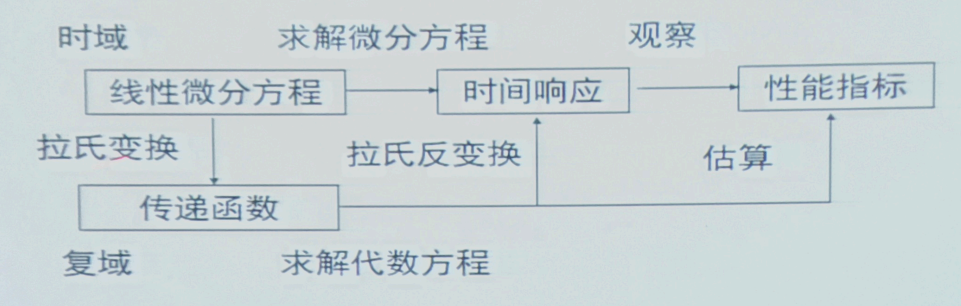 时域 求解微分方程 观察
线性微分方程 时间响应 性能指标
拉氏变换 拉氏反变换 估算
传递函数
复域 求解代数方程